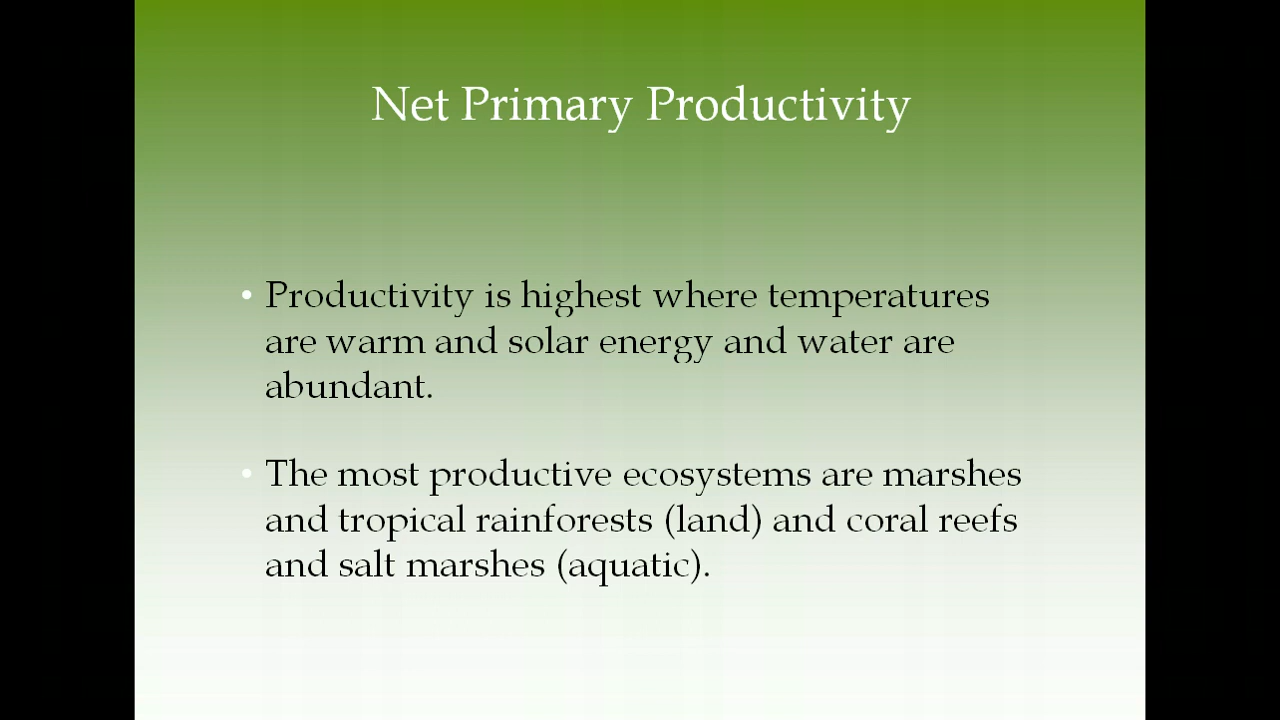 Net Primary Productivity
• Productivity is highest where temperatures
are warm and solar energy and water are
abundant.
• The most productive ecosystems are marshes
and tropical rainforests (land) and coral reefs
and salt marshes (aquatic).